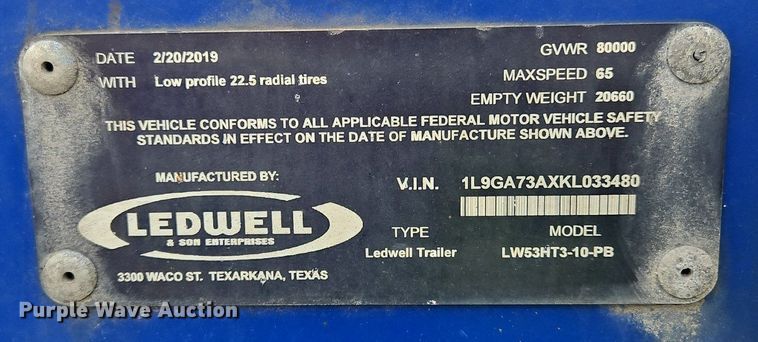 DATE 2/20/2019 GVWR 80000
WITH Low profile 22.5 radial tires MAXSPEED 65
EMPTY WEIGHT 20660
THIS VEHICLE CONFORMS TO ALL APPLICABLE FEDERAL MOTOR VEHICLE SAFETY
STANDARDS IN EFFECT ON THE DATE OF MANUFACTURE SHOWN ABOVE.
MANUFACTURED BY:
LEDWELL
& SON ENTERPRISES
3300 WACO ST. TEXARKANA, TEXAS
V.I.N. 1L9GA73AXKL033480
TYPE MODEL
Ledwell Trailer LW53HT3-10-PB
Purple Wave Auction